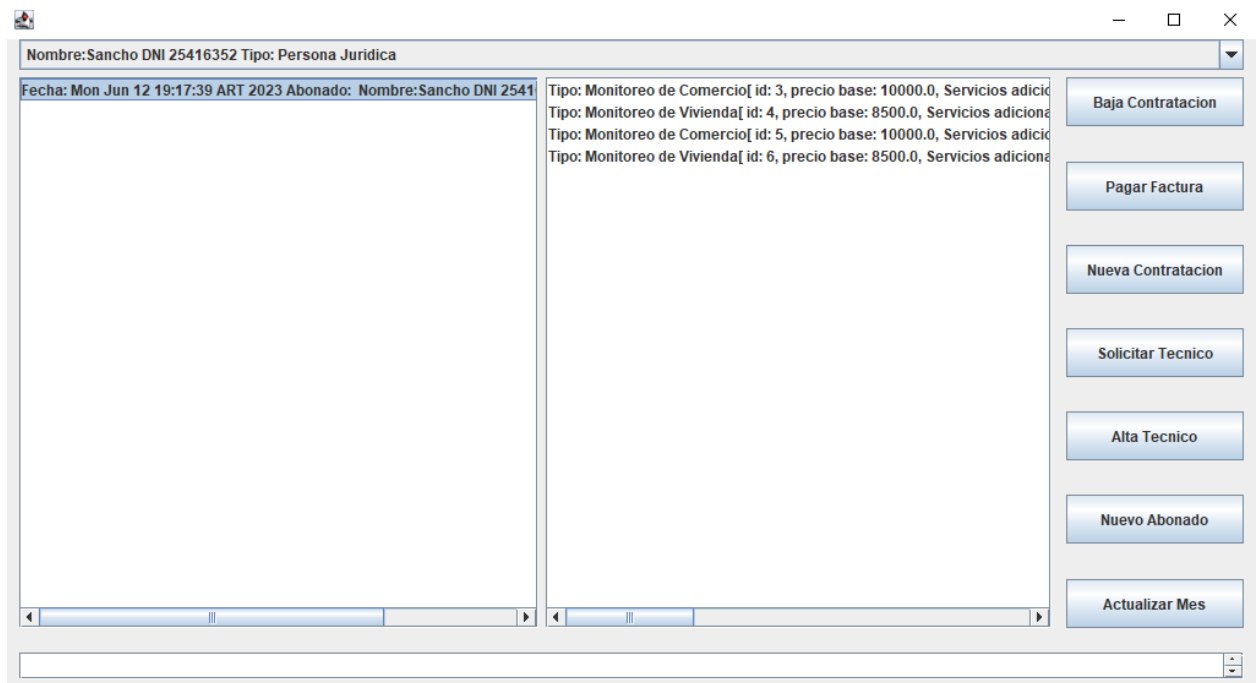 Nombre:Sancho DNI 25416352 Tipo: Persona Juridica
Fecha: Mon Jun 12 19:17:39 ART 2023 Abonado: Nombre:Sancho DNI 2541
Tipo: Monitoreo de Comercio[ id: 3, precio base: 10000.0, Servicios adicio
Tipo: Monitoreo de Vivienda[ id: 4, precio base: 8500.0, Servicios adiciona
Tipo: Monitoreo de Comercio[ id: 5, precio base: 10000.0, Servicios adicio
Tipo: Monitoreo de Vivienda[ id: 6, precio base: 8500.0, Servicios adiciona
Baja Contratacion
Pagar Factura
Nueva Contratacion
Solicitar Tecnico
Alta Tecnico
Nuevo Abonado
Actualizar Mes